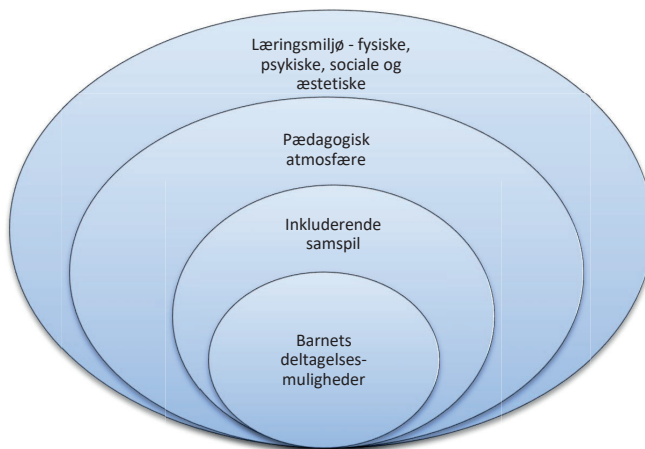 Læringsmiljø - fysiske,
psykiske, sociale og
æstetiske
Pædagogisk
atmosfære
Inkluderende
samspil
Barnets
deltagelses-
muligheder